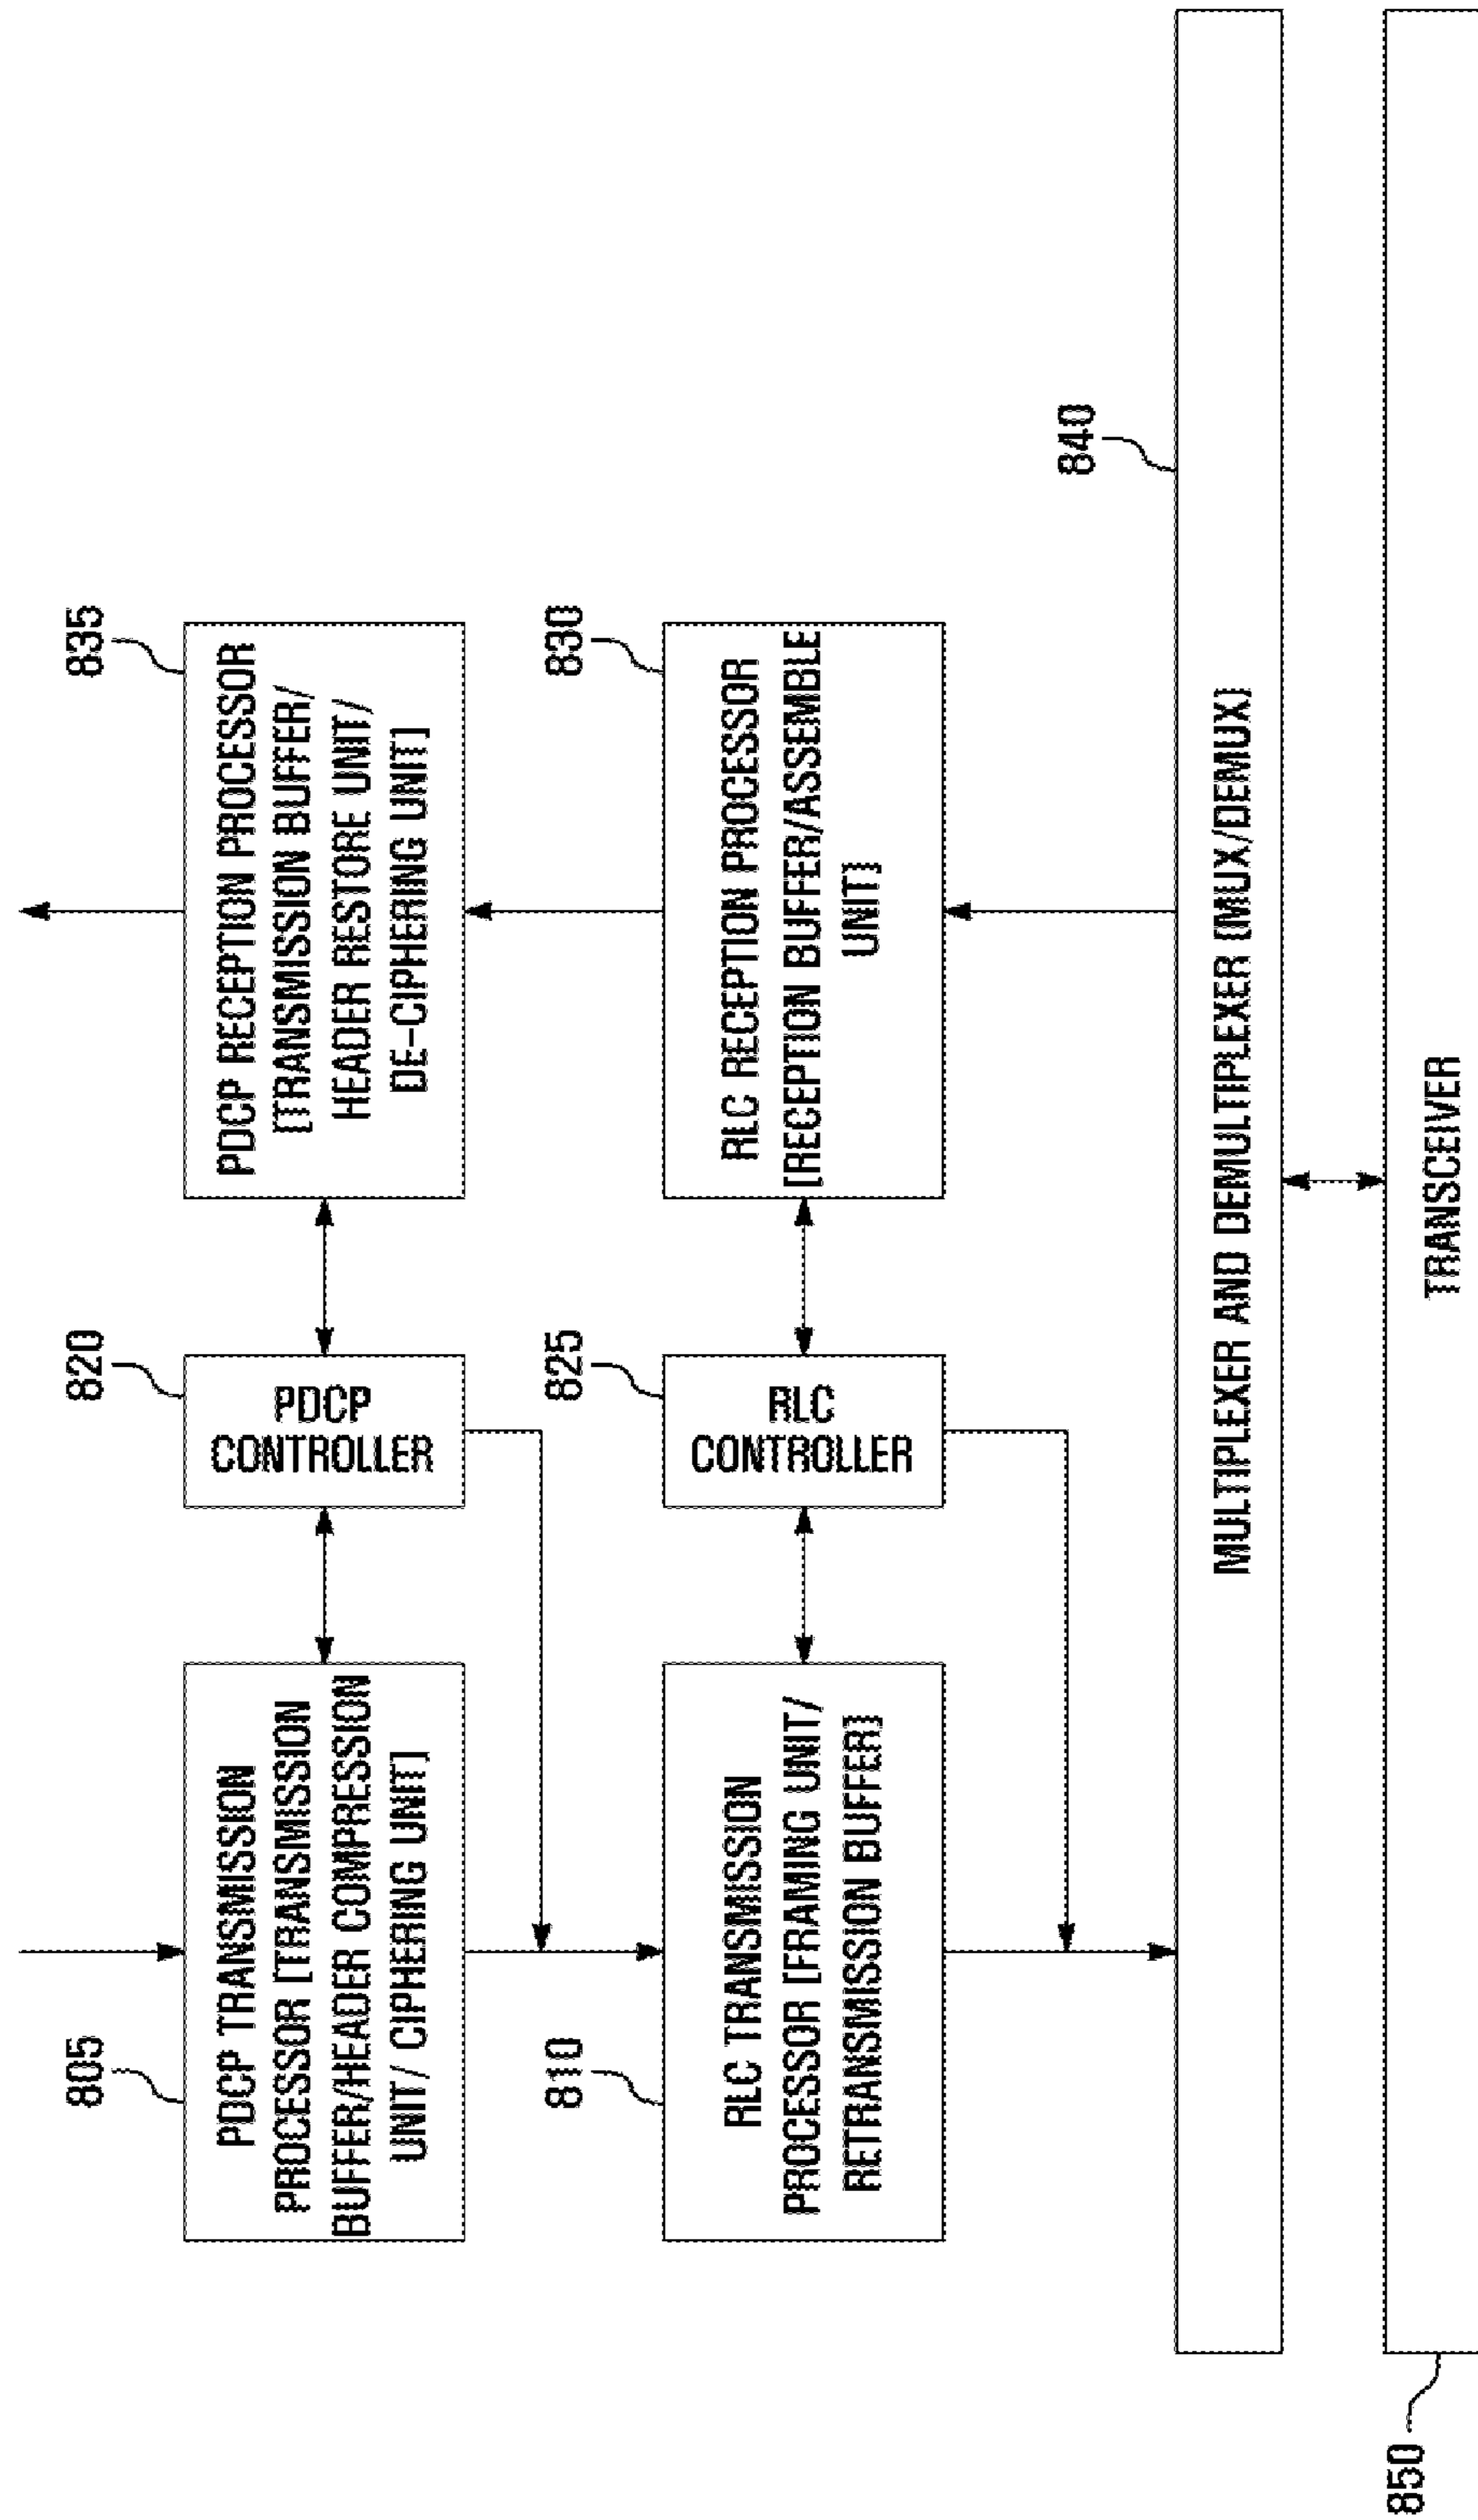 805
820
835
PDCP TRANSMISSION
PROCESSOR [TRANSMISSION
BUFFER/HEADER COMPRESSION
UNIT/ CIPHERING UNIT]
PDCP
CONTROLLER
PDCP RECEPTION PROCESSOR
[TRANSMISSION BUFFER/
HEADER RESTORE UNIT/
DE-CIPHERING UNIT]
810
825
830
RLC TRANSMISSION
PROCESSOR [FRAMING UNIT/
RETRANSMISSION BUFFER]
RLC
CONTROLLER
RLC RECEPTION PROCESSOR
[RECEPTION BUFFER/ASSEMBLE
UNIT]
840
MULTIPLEXER AND DEMULTIPLEXER [MUX/DEMUX]
850
TRANSCEIVER